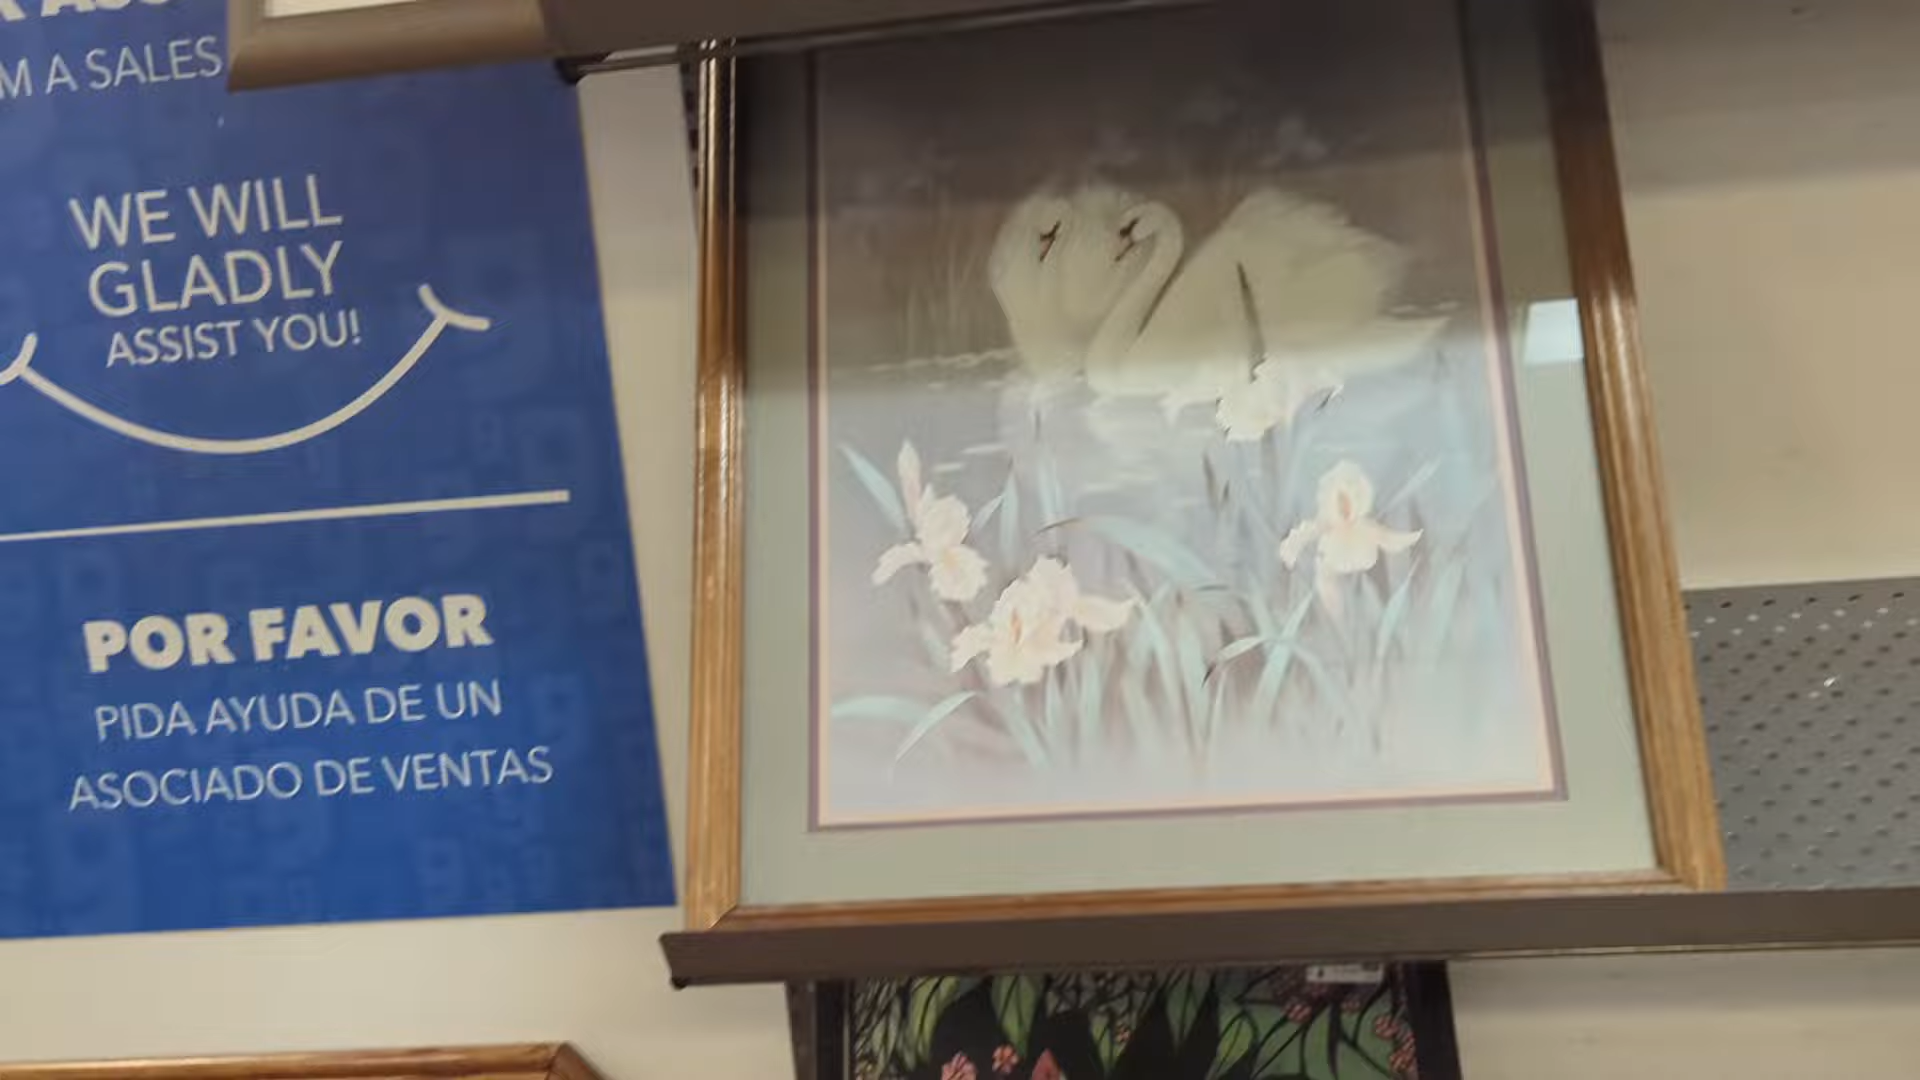 M A SALES
WE WILL
GLADLY
ASSIST YOU!
POR FAVOR
PIDA AYUDA DE UN
ASOCIADO DE VENTAS